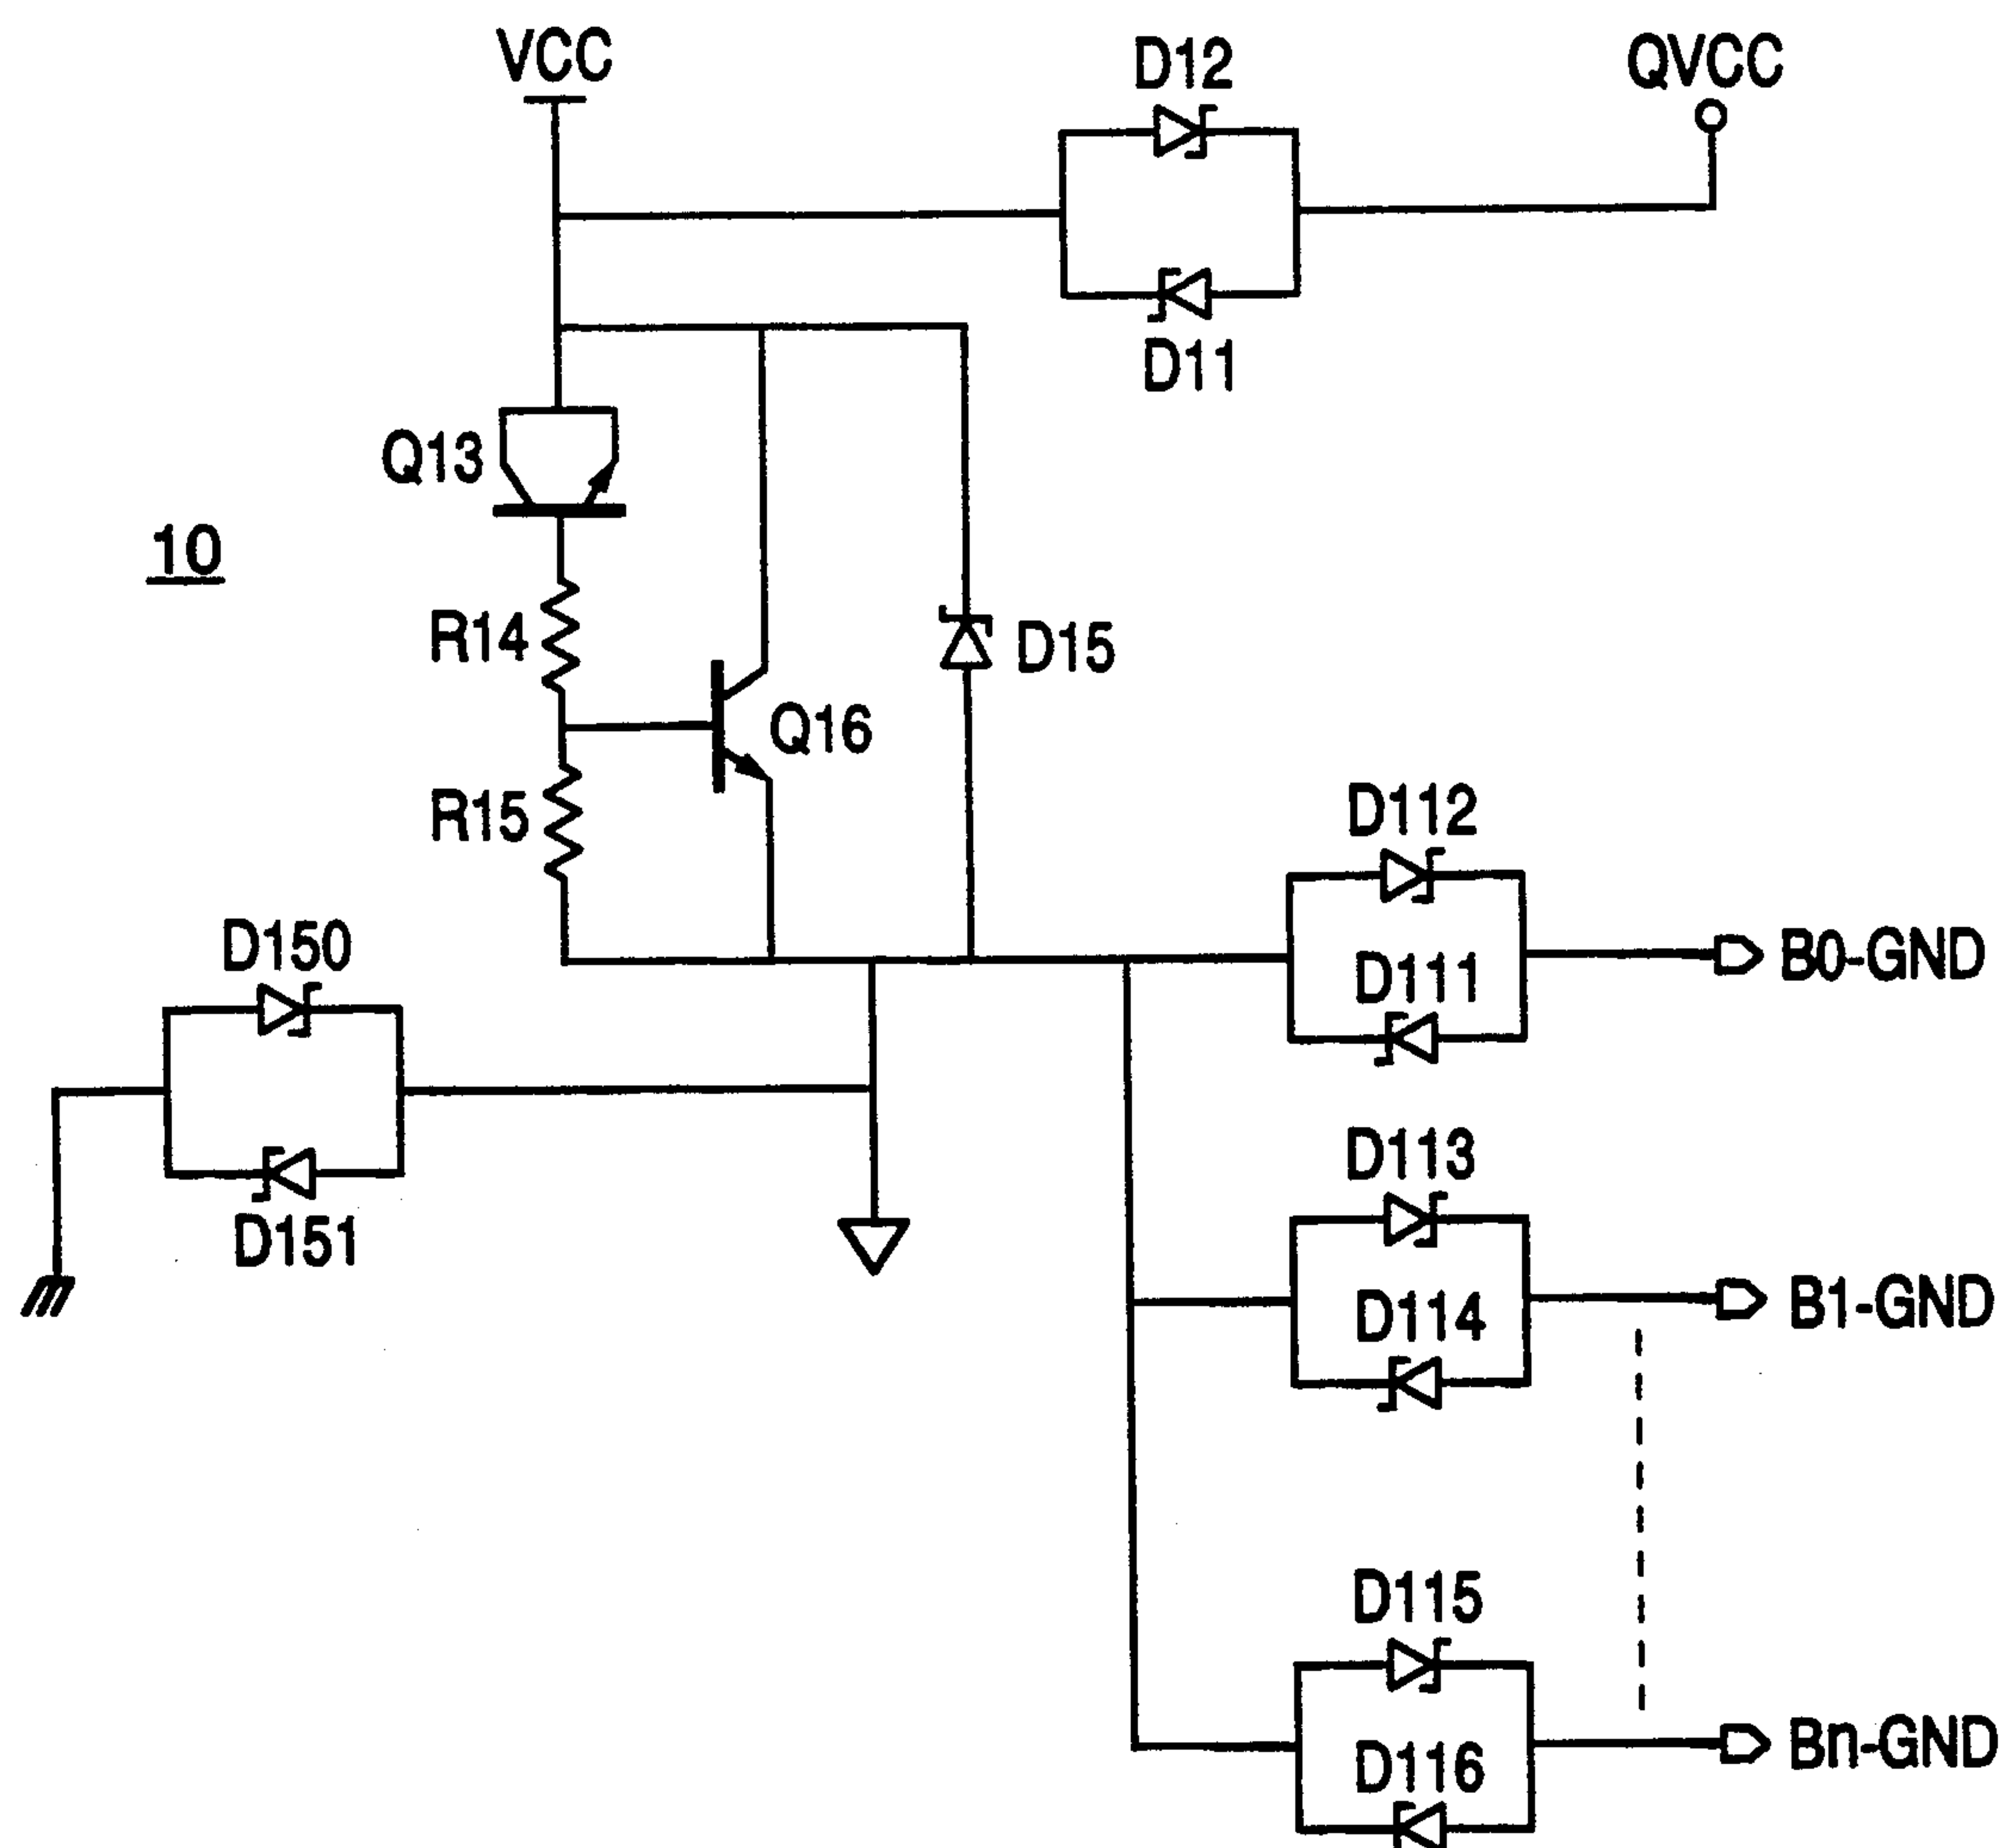 VCC
D12
QVCC
D11
Q13
10
R14
D15
Q16
R15
D112
D150
D111
B0-GND
D113
D151
D114
B1-GND
D115
D116
Bn-GND